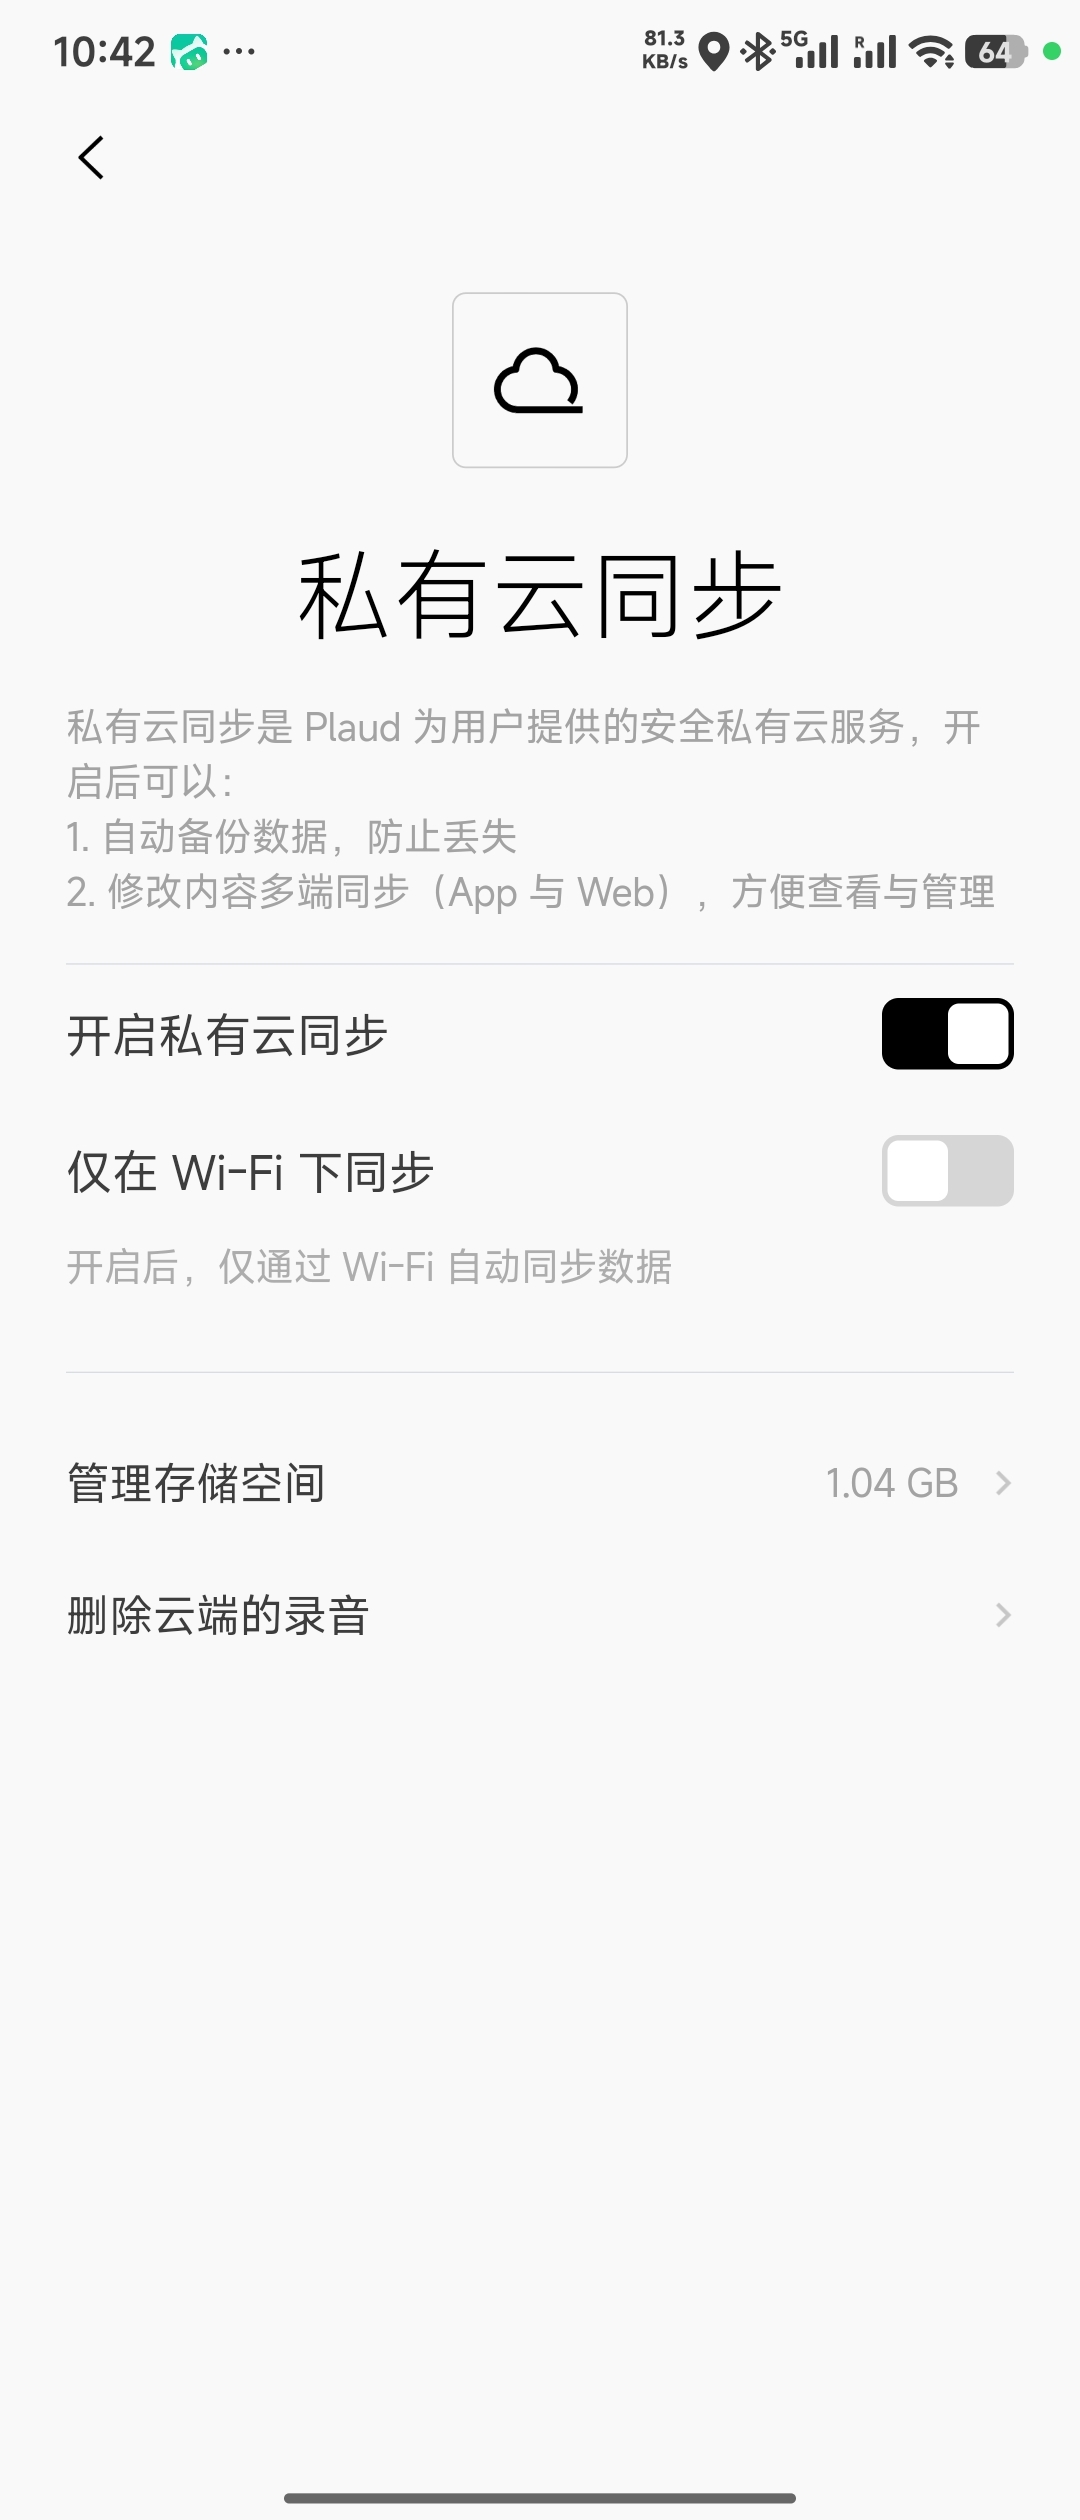 10:42
81.3 KB/s
5G
R
64
私有云同步
私有云同步是 Plaud 为用户提供的安全私有云服务，开
启后可以：
1. 自动备份数据，防止丢失
2. 修改内容多端同步（App 与 Web），方便查看与管理
开启私有云同步
仅在 Wi-Fi 下同步
开启后，仅通过 Wi-Fi 自动同步数据
管理存储空间 1.04 GB
删除云端的录音